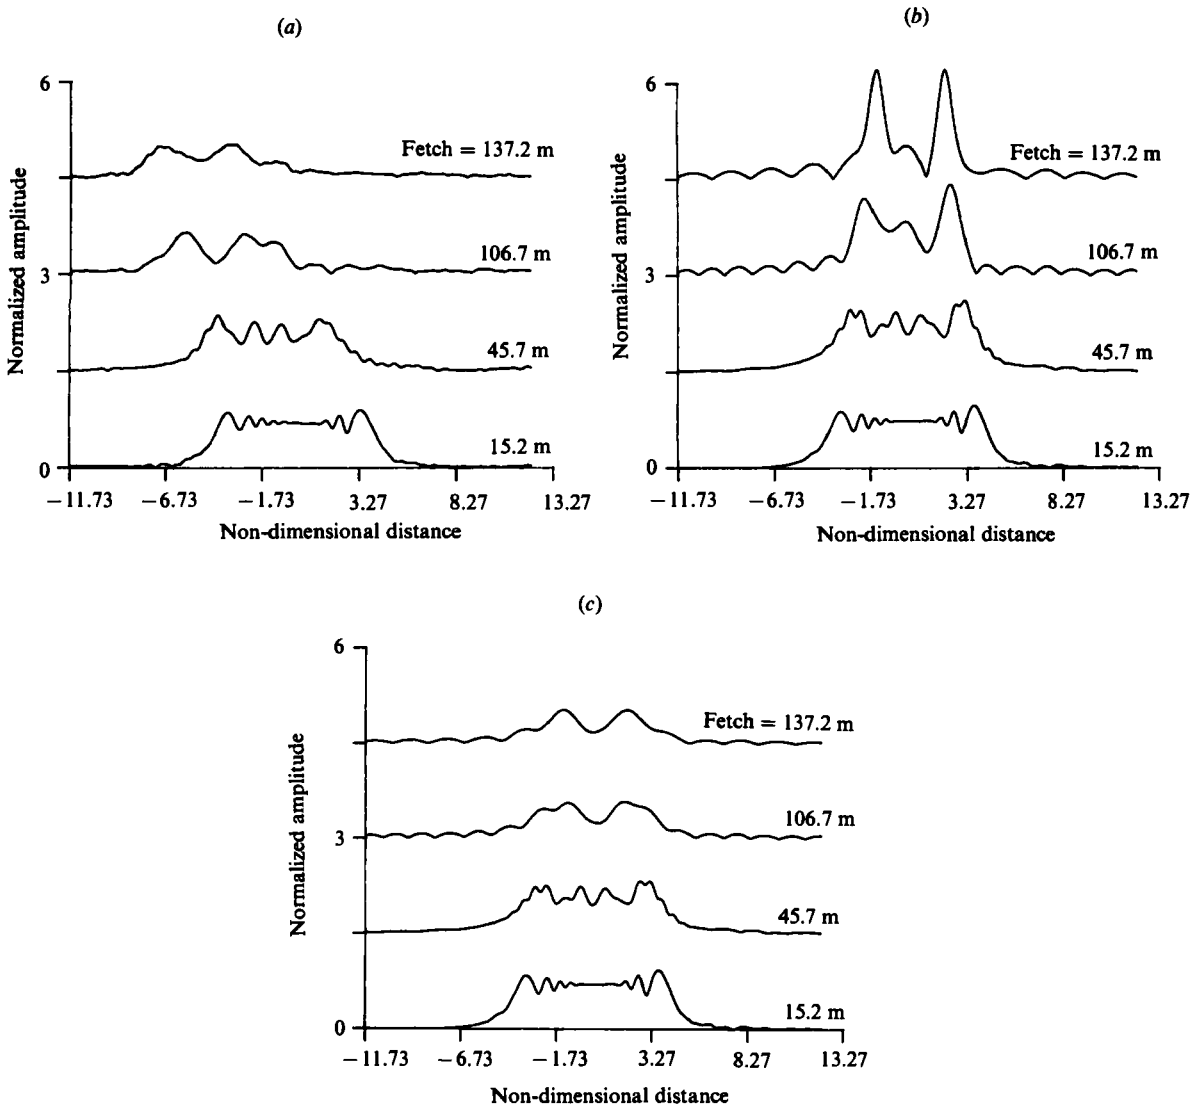 (a)
6
Fetch = 137.2 m
106.7 m
3
45.7 m
15.2 m
0
Normalized amplitude
−11.73 −6.73 −1.73 3.27 8.27 13.27
Non-dimensional distance
(b)
6
Fetch = 137.2 m
106.7 m
3
45.7 m
15.2 m
0
Normalized amplitude
−11.73 −6.73 −1.73 3.27 8.27 13.27
Non-dimensional distance
(c)
6
Fetch = 137.2 m
106.7 m
3
45.7 m
15.2 m
0
Normalized amplitude
−11.73 −6.73 −1.73 3.27 8.27 13.27
Non-dimensional distance